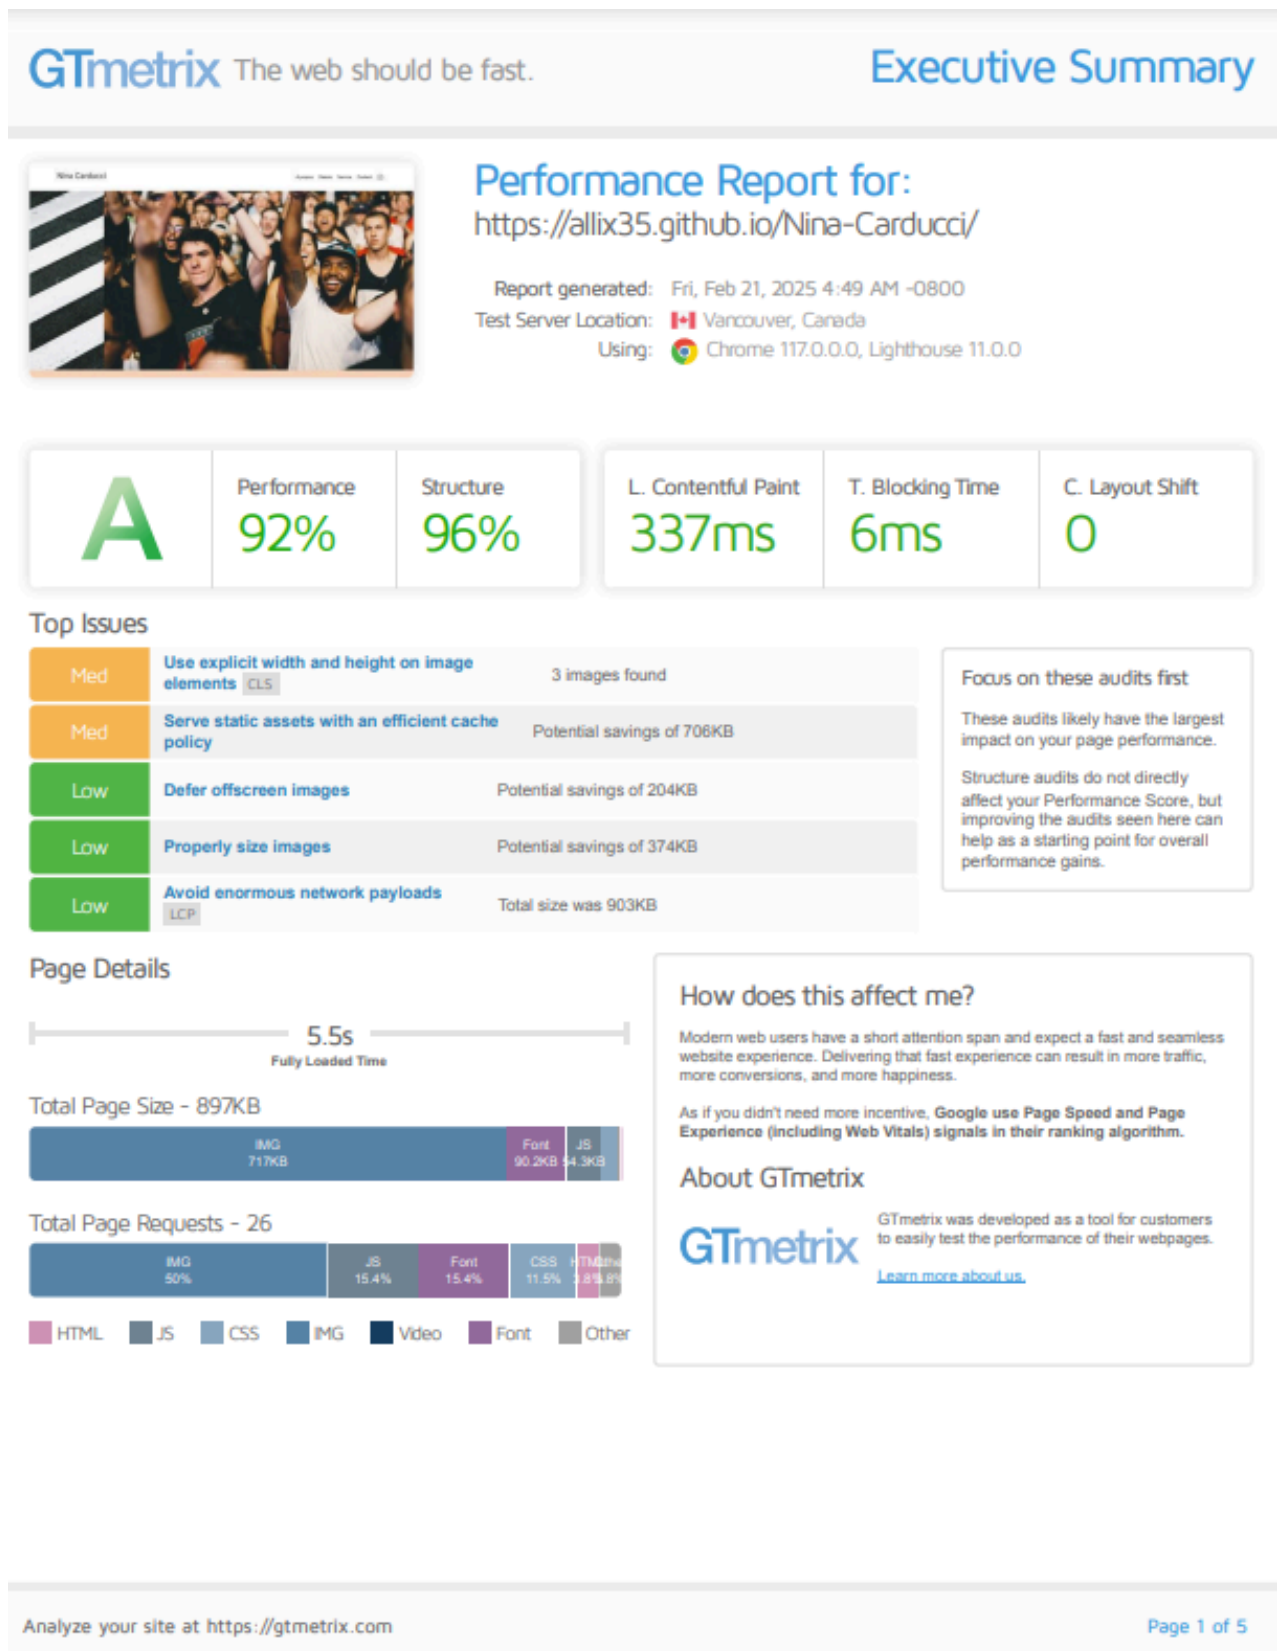 GTmetrix The web should be fast.
Executive Summary
Nina Carducci
Performance Report for:
https://allix35.github.io/Nina-Carducci/
Report generated: Fri, Feb 21, 2025 4:49 AM -0800
Test Server Location: Vancouver, Canada
Using: Chrome 117.0.0.0, Lighthouse 11.0.0
A
Performance
92%
Structure
96%
L. Contentful Paint
337ms
T. Blocking Time
6ms
C. Layout Shift
0
Top Issues
Med
Use explicit width and height on image
elements CLS
3 images found
Med
Serve static assets with an efficient cache
policy
Potential savings of 706KB
Low
Defer offscreen images
Potential savings of 204KB
Low
Properly size images
Potential savings of 374KB
Low
Avoid enormous network payloads
LCP
Total size was 903KB
Focus on these audits first
These audits likely have the largest
impact on your page performance.
Structure audits do not directly
affect your Performance Score, but
improving the audits seen here can
help as a starting point for overall
performance gains.
Page Details
5.5s
Fully Loaded Time
Total Page Size - 897KB
IMG
717KB
Font
90.2KB
JS
54.3KB
Total Page Requests - 26
IMG
50%
JS
15.4%
Font
15.4%
CSS
11.5%
HTML JS CSS IMG Video Font Other
How does this affect me?
Modern web users have a short attention span and expect a fast and seamless
website experience. Delivering that fast experience can result in more traffic,
more conversions, and more happiness.
As if you didn't need more incentive, Google use Page Speed and Page
Experience (including Web Vitals) signals in their ranking algorithm.
About GTmetrix
GTmetrix
GTmetrix was developed as a tool for customers
to easily test the performance of their webpages.
Learn more about us.
Analyze your site at https://gtmetrix.com
Page 1 of 5